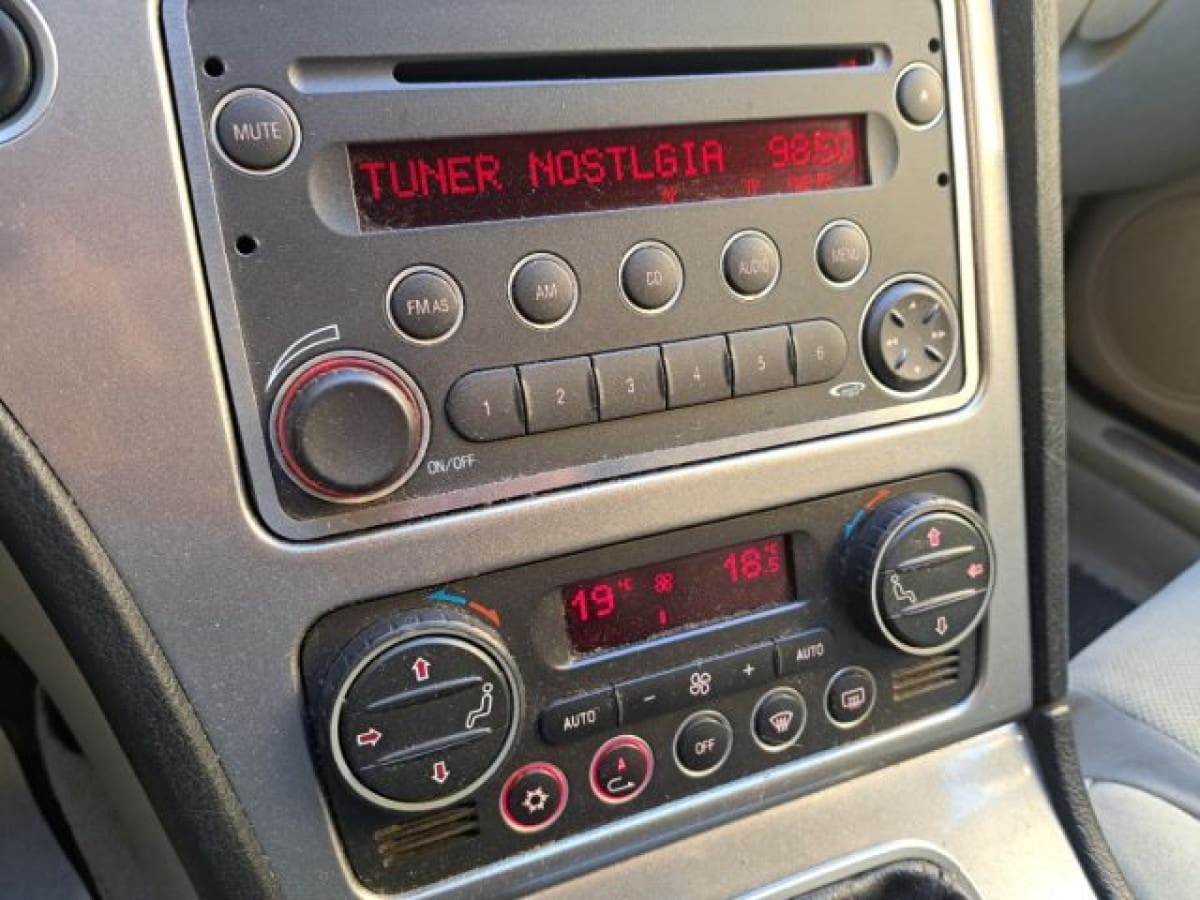 MUTE
TUNER NOSTLGIA 98.50
TP
FM AS
AM
CD
AUDIO
MENU
1 2 3 4 5 6
ON/OFF
19 °C 18.5 °C
AUTO - + AUTO
A
OFF